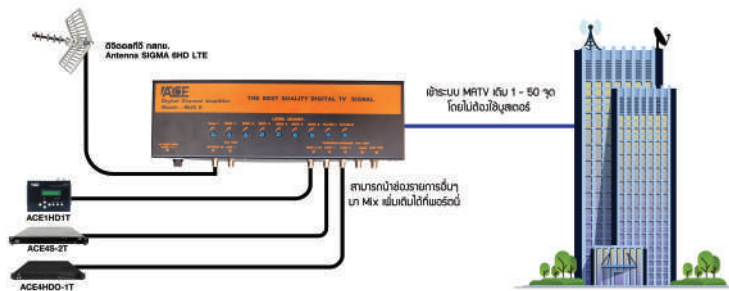 ดิจิตอลทีวี กสทช.
Antenna SIGMA 6HD LTE
ACE
Digital Channel Amplifier
THE BEST QUALITY DIGITAL TV SIGNAL
เข้าระบบ MATV เดิม 1 - 50 จุด
โดยไม่ต้องใช้บูสเตอร์
สามารถนำช่องรายการอื่นๆ
มา Mix เพิ่มเติมได้ที่พอร์ตนี้
ACE1HD1T
ACE4S-2T
ACE4HDO-1T